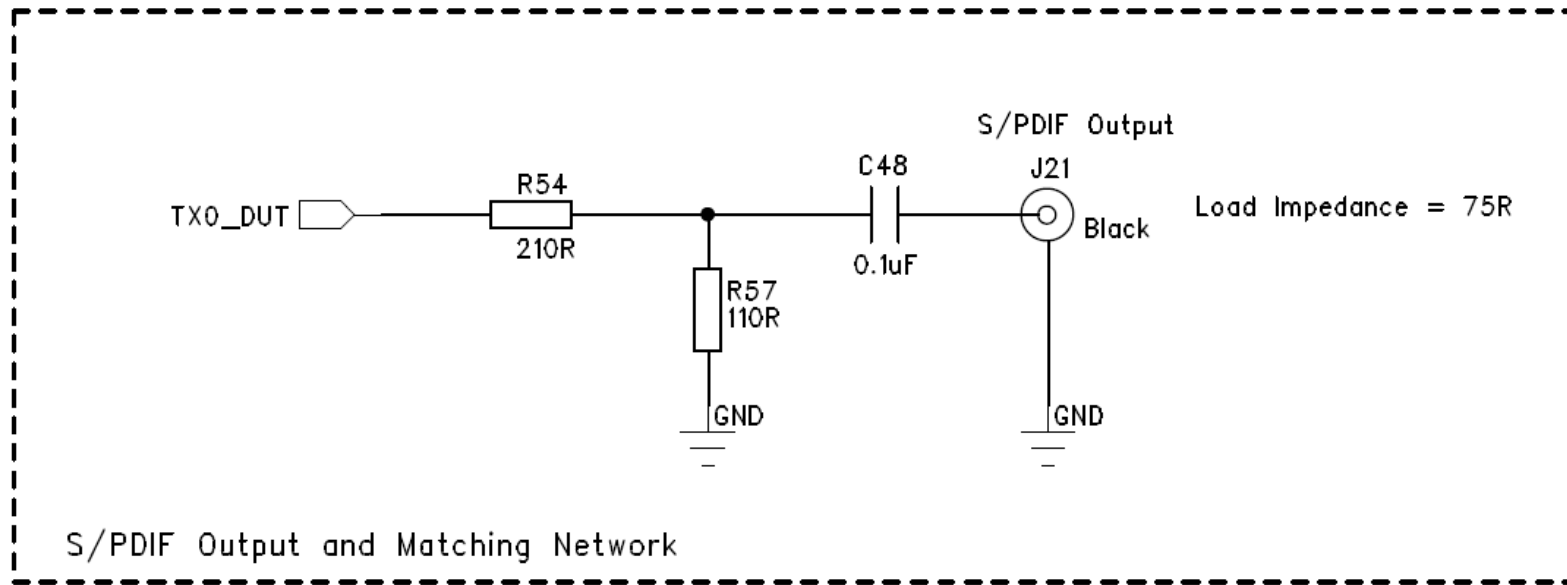 S/PDIF Output
C48
J21
R54
TX0_DUT
Load Impedance = 75R
Black
210R
0.1uF
R57
110R
GND
GND
S/PDIF Output and Matching Network